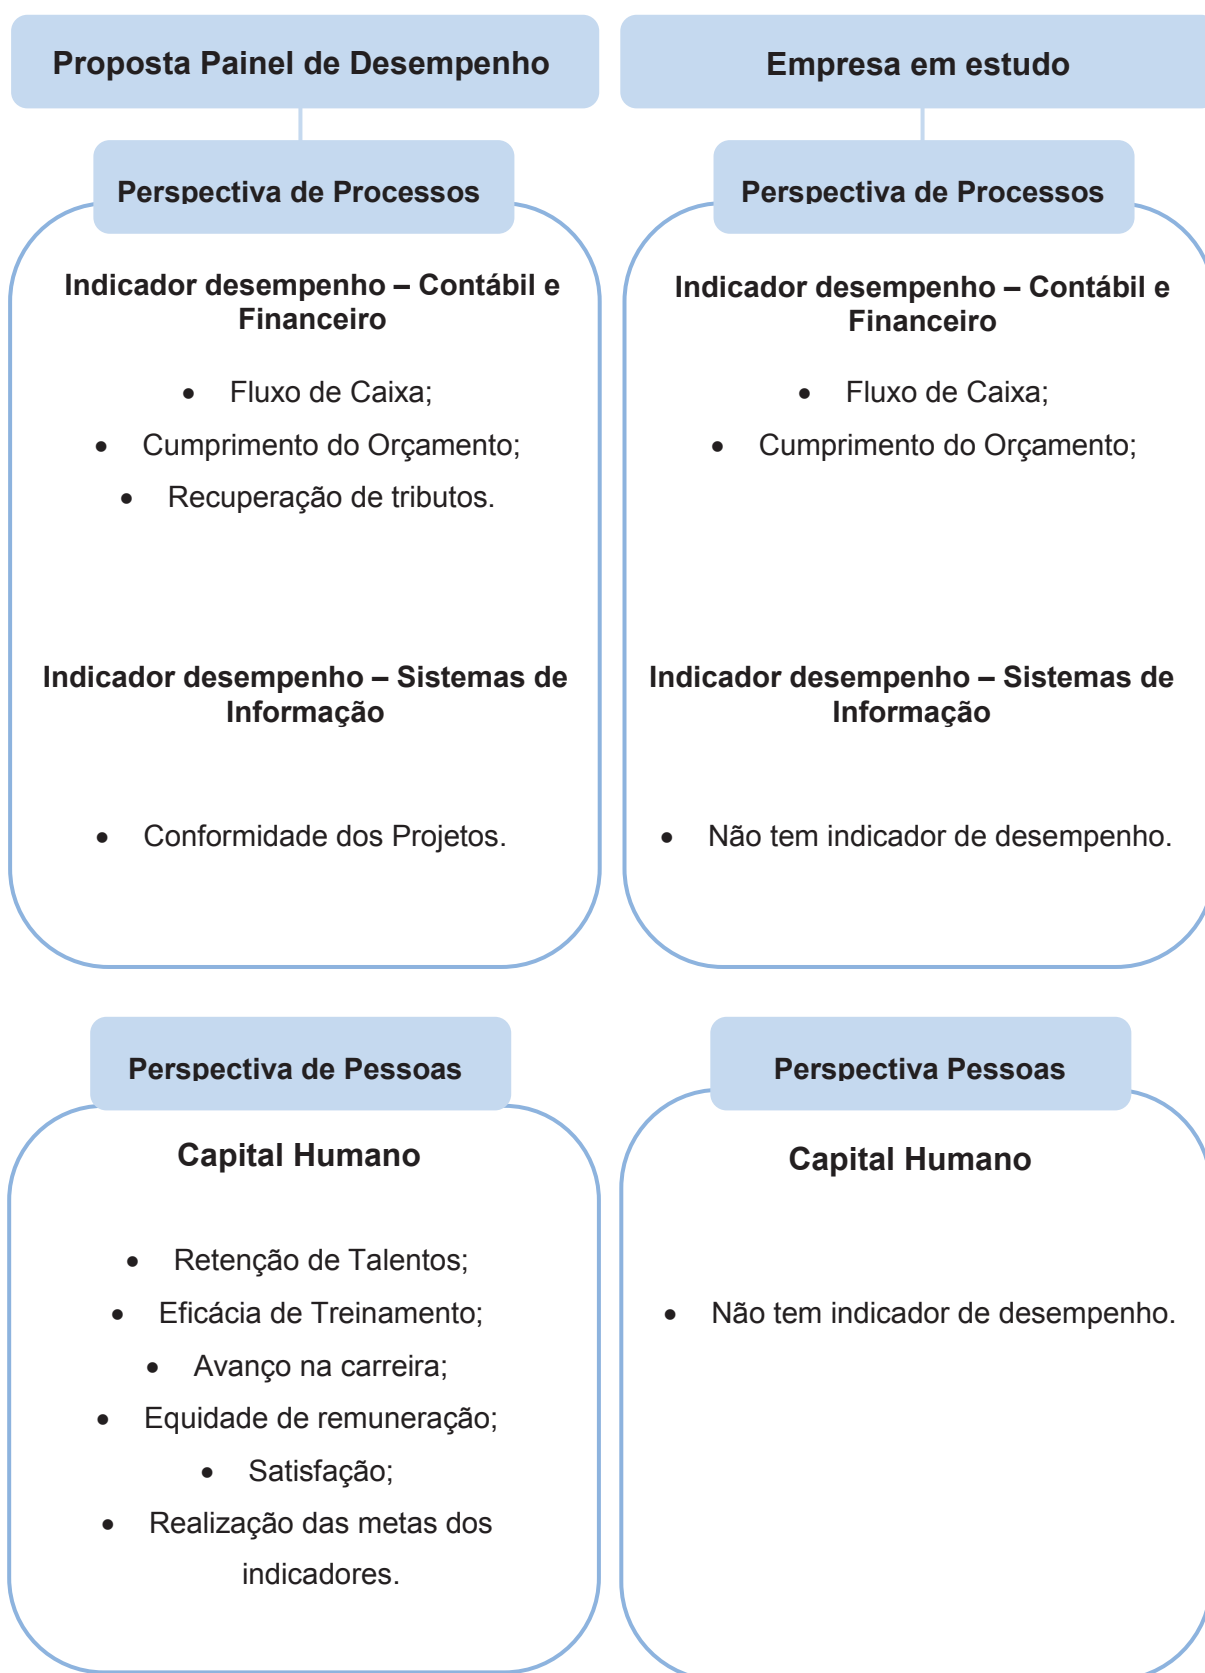 Proposta Painel de Desempenho
Perspectiva de Processos
Indicador desempenho – Contábil e
Financeiro
• Fluxo de Caixa;
• Cumprimento do Orçamento;
• Recuperação de tributos.
Indicador desempenho – Sistemas de
Informação
• Conformidade dos Projetos.
Perspectiva de Pessoas
Capital Humano
• Retenção de Talentos;
• Eficácia de Treinamento;
• Avanço na carreira;
• Equidade de remuneração;
• Satisfação;
• Realização das metas dos
indicadores.
Empresa em estudo
Perspectiva de Processos
Indicador desempenho – Contábil e
Financeiro
• Fluxo de Caixa;
• Cumprimento do Orçamento;
Indicador desempenho – Sistemas de
Informação
• Não tem indicador de desempenho.
Perspectiva Pessoas
Capital Humano
• Não tem indicador de desempenho.